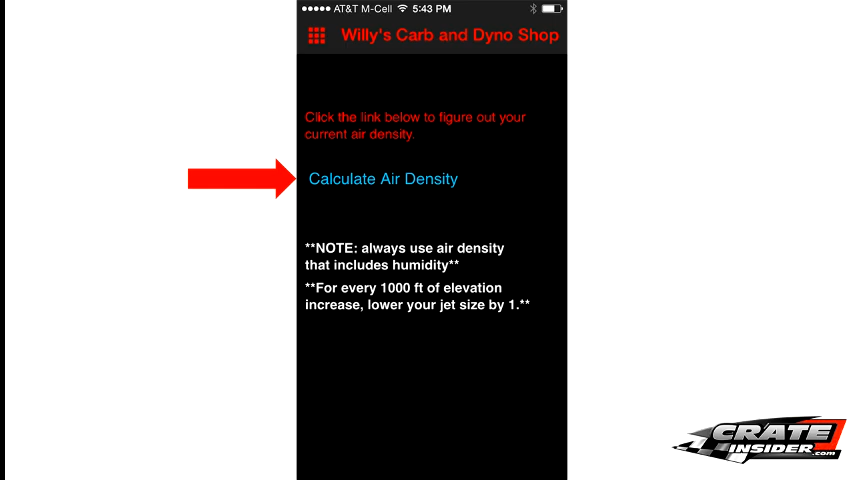 AT&T M-Cell 5:43 PM
Willy's Carb and Dyno Shop
Click the link below to figure out your
current air density.
Calculate Air Density
**NOTE: always use air density
that includes humidity**
**For every 1000 ft of elevation
increase, lower your jet size by 1.**
CRATE
INSIDER.com